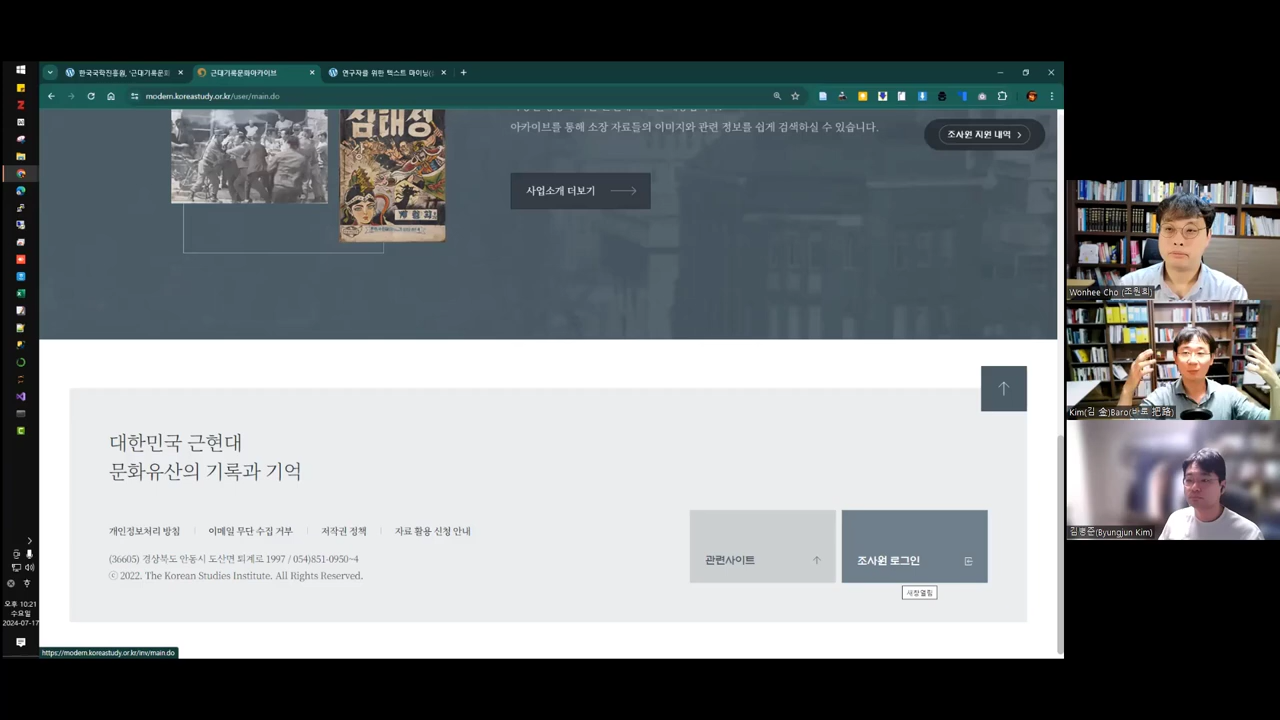 한국국학진흥원, '근대기록문화
근대기록문화아카이브
연구자를 위한 텍스트 마이닝(
modern.koreastudy.or.kr/user/main.do
삼태성
아카이브를 통해 소장 자료들의 이미지와 관련 정보를 쉽게 검색하실 수 있습니다.
조사원 지원 내역
사업소개 더보기
Wonhee Cho (조원희)
Kim(김 金)Baro(바로 把路)
김병준(Byungjun Kim)
대한민국 근현대
문화유산의 기록과 기억
개인정보처리 방침
이메일 무단 수집 거부
저작권 정책
자료 활용 신청 안내
(36605) 경상북도 안동시 도산면 퇴계로 1997 / 054)851-0950~4
ⓒ 2022. The Korean Studies Institute. All Rights Reserved.
관련사이트
조사원 로그인
새창열림
오후 10:21
수요일
2024-07-17
https://modern.koreastudy.or.kr/inv/main.do